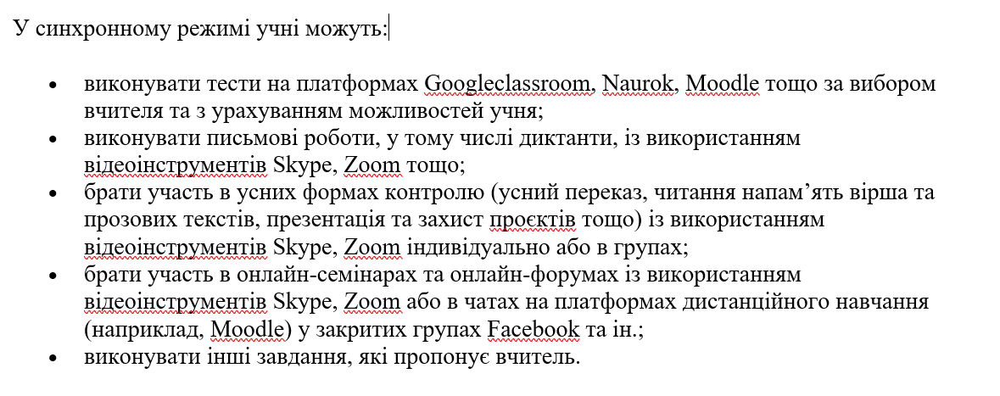 У синхронному режимі учні можуть:
• виконувати тести на платформах Googleclassroom, Naurok, Moodle тощо за вибором
вчителя та з урахуванням можливостей учня;
• виконувати письмові роботи, у тому числі диктанти, із використанням
відеоінструментів Skype, Zoom тощо;
• брати участь в усних формах контролю (усний переказ, читання напам’ять вірша та
прозових текстів, презентація та захист проєктів тощо) із використанням
відеоінструментів Skype, Zoom індивідуально або в групах;
• брати участь в онлайн-семінарах та онлайн-форумах із використанням
відеоінструментів Skype, Zoom або в чатах на платформах дистанційного навчання
(наприклад, Moodle) у закритих групах Facebook та ін.;
• виконувати інші завдання, які пропонує вчитель.